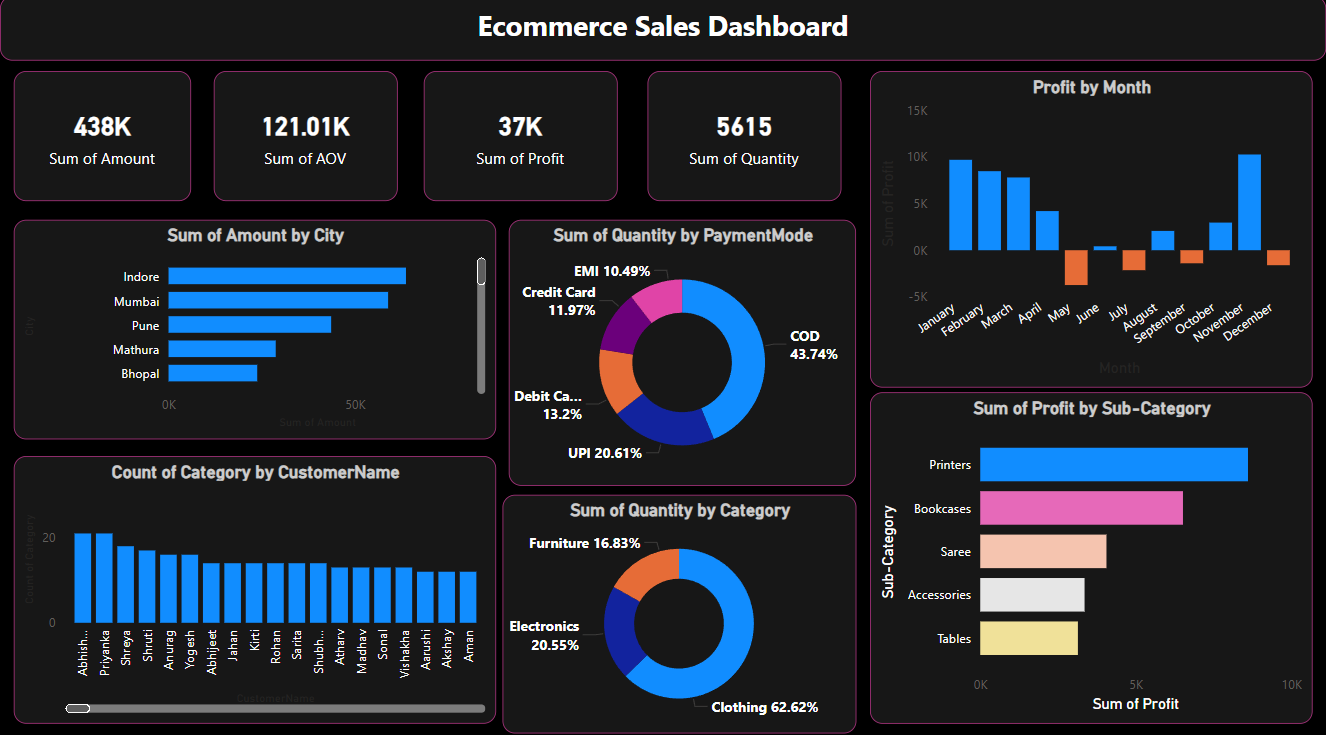 Ecommerce Sales Dashboard
438K
Sum of Amount
121.01K
Sum of AOV
37K
Sum of Profit
5615
Sum of Quantity
Profit by Month
Sum of Profit
15K
10K
5K
0K
-5K
January
February
March
April
May
June
July
August
September
October
November
December
Month
Sum of Amount by City
City
Indore
Mumbai
Pune
Mathura
Bhopal
0K
50K
Sum of Amount
Sum of Quantity by PaymentMode
EMI 10.49%
Credit Card
11.97%
COD
43.74%
Debit Ca...
13.2%
UPI 20.61%
Sum of Profit by Sub-Category
Sub-Category
Printers
Bookcases
Saree
Accessories
Tables
0K
5K
10K
Sum of Profit
Count of Category by CustomerName
Count of Category
20
0
Abhish...
Priyanka
Shreya
Shruti
Anurag
Yogesh
Abhijeet
Jahan
Kirti
Rohan
Sarita
Shubh...
Atharv
Madhav
Sonal
Vishakha
Aarushi
Akshay
Aman
CustomerName
Sum of Quantity by Category
Furniture 16.83%
Electronics
20.55%
Clothing 62.62%